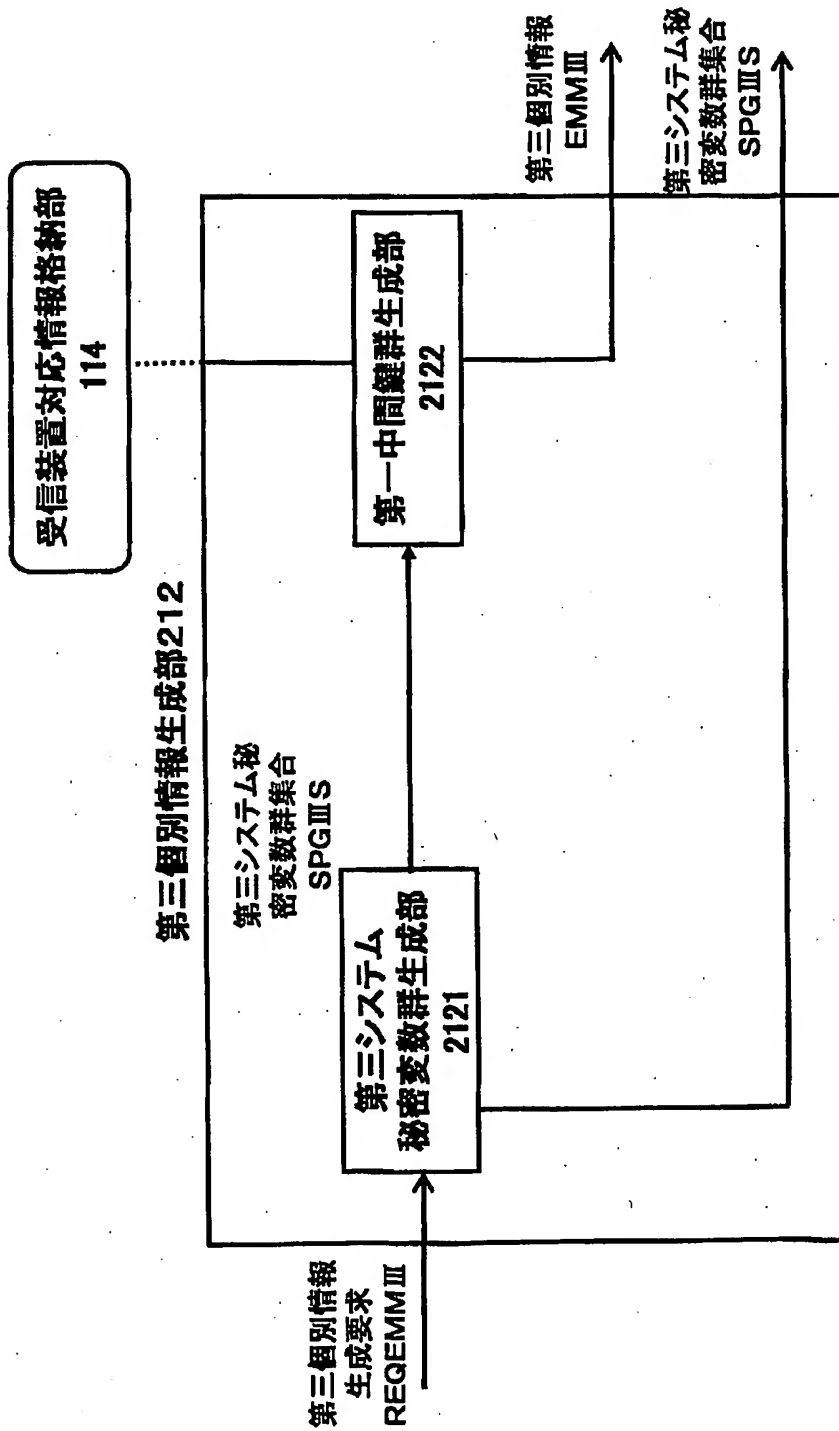 受信装置対応情報格納部
114
第三個別情報生成部212
第三個別情報
生成要求
REQEMMⅢ
第三システム
秘密変数群生成部
2121
第三システム秘
密変数群集合
SPGⅢS
第一中間鍵群生成部
2122
第三個別情報
EMMⅢ
第三システム秘
密変数群集合
SPGⅢS